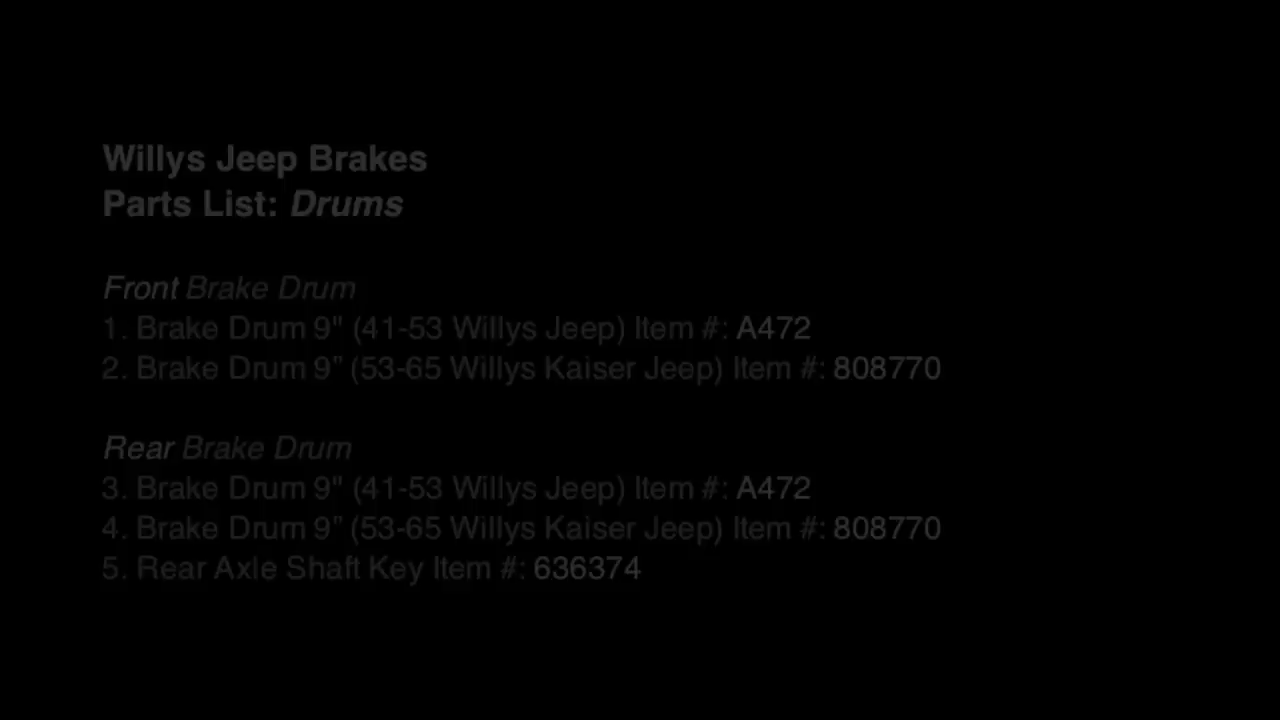 Willys Jeep Brakes
Parts List: Drums
Front Brake Drum
1. Brake Drum 9" (41-53 Willys Jeep) Item #: A472
2. Brake Drum 9" (53-65 Willys Kaiser Jeep) Item #: 808770
Rear Brake Drum
3. Brake Drum 9" (41-53 Willys Jeep) Item #: A472
4. Brake Drum 9" (53-65 Willys Kaiser Jeep) Item #: 808770
5. Rear Axle Shaft Key Item #: 636374